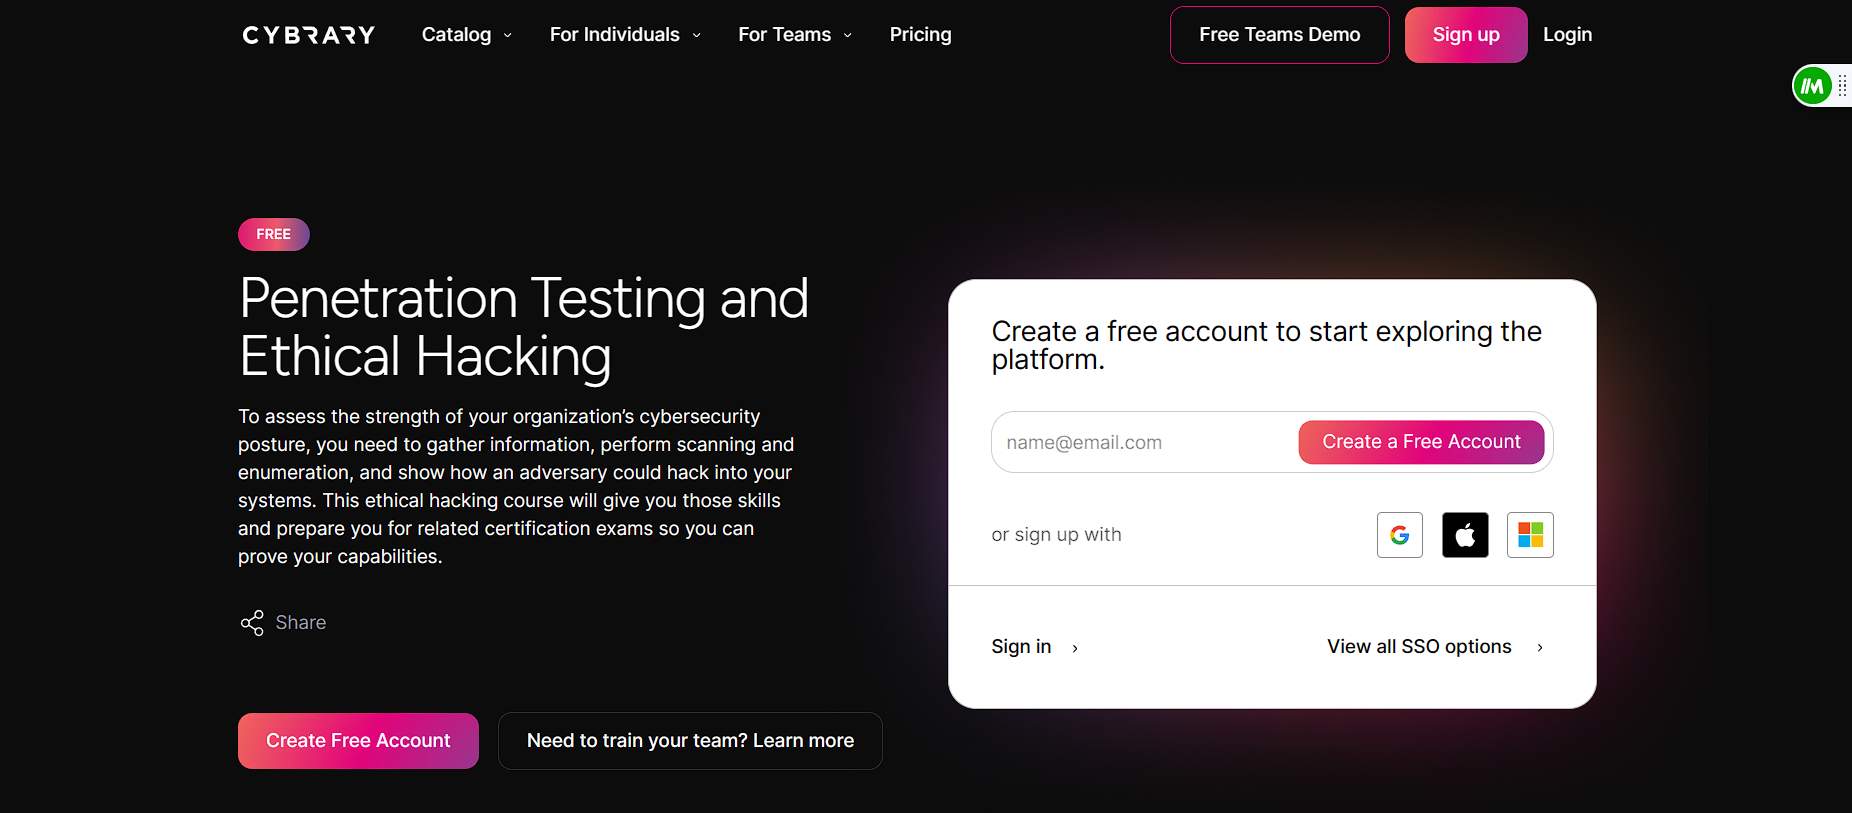 CYBRARY
Catalog
For Individuals
For Teams
Pricing
Free Teams Demo
Sign up
Login
FREE
Penetration Testing and
Ethical Hacking
To assess the strength of your organization’s cybersecurity
posture, you need to gather information, perform scanning and
enumeration, and show how an adversary could hack into your
systems. This ethical hacking course will give you those skills
and prepare you for related certification exams so you can
prove your capabilities.
Share
Create Free Account
Need to train your team? Learn more
Create a free account to start exploring the
platform.
name@email.com
Create a Free Account
or sign up with
Sign in
View all SSO options